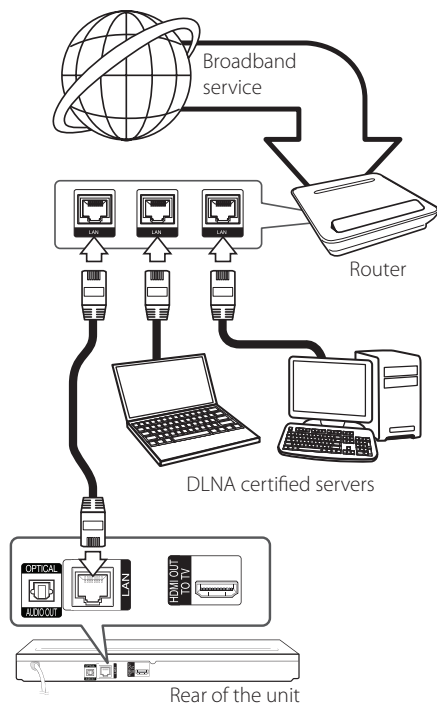 Broadband
service
LAN
LAN
LAN
Router
DLNA certified servers
OPTICAL
AUDIO OUT
LAN
HDMI OUT
TO TV
Rear of the unit